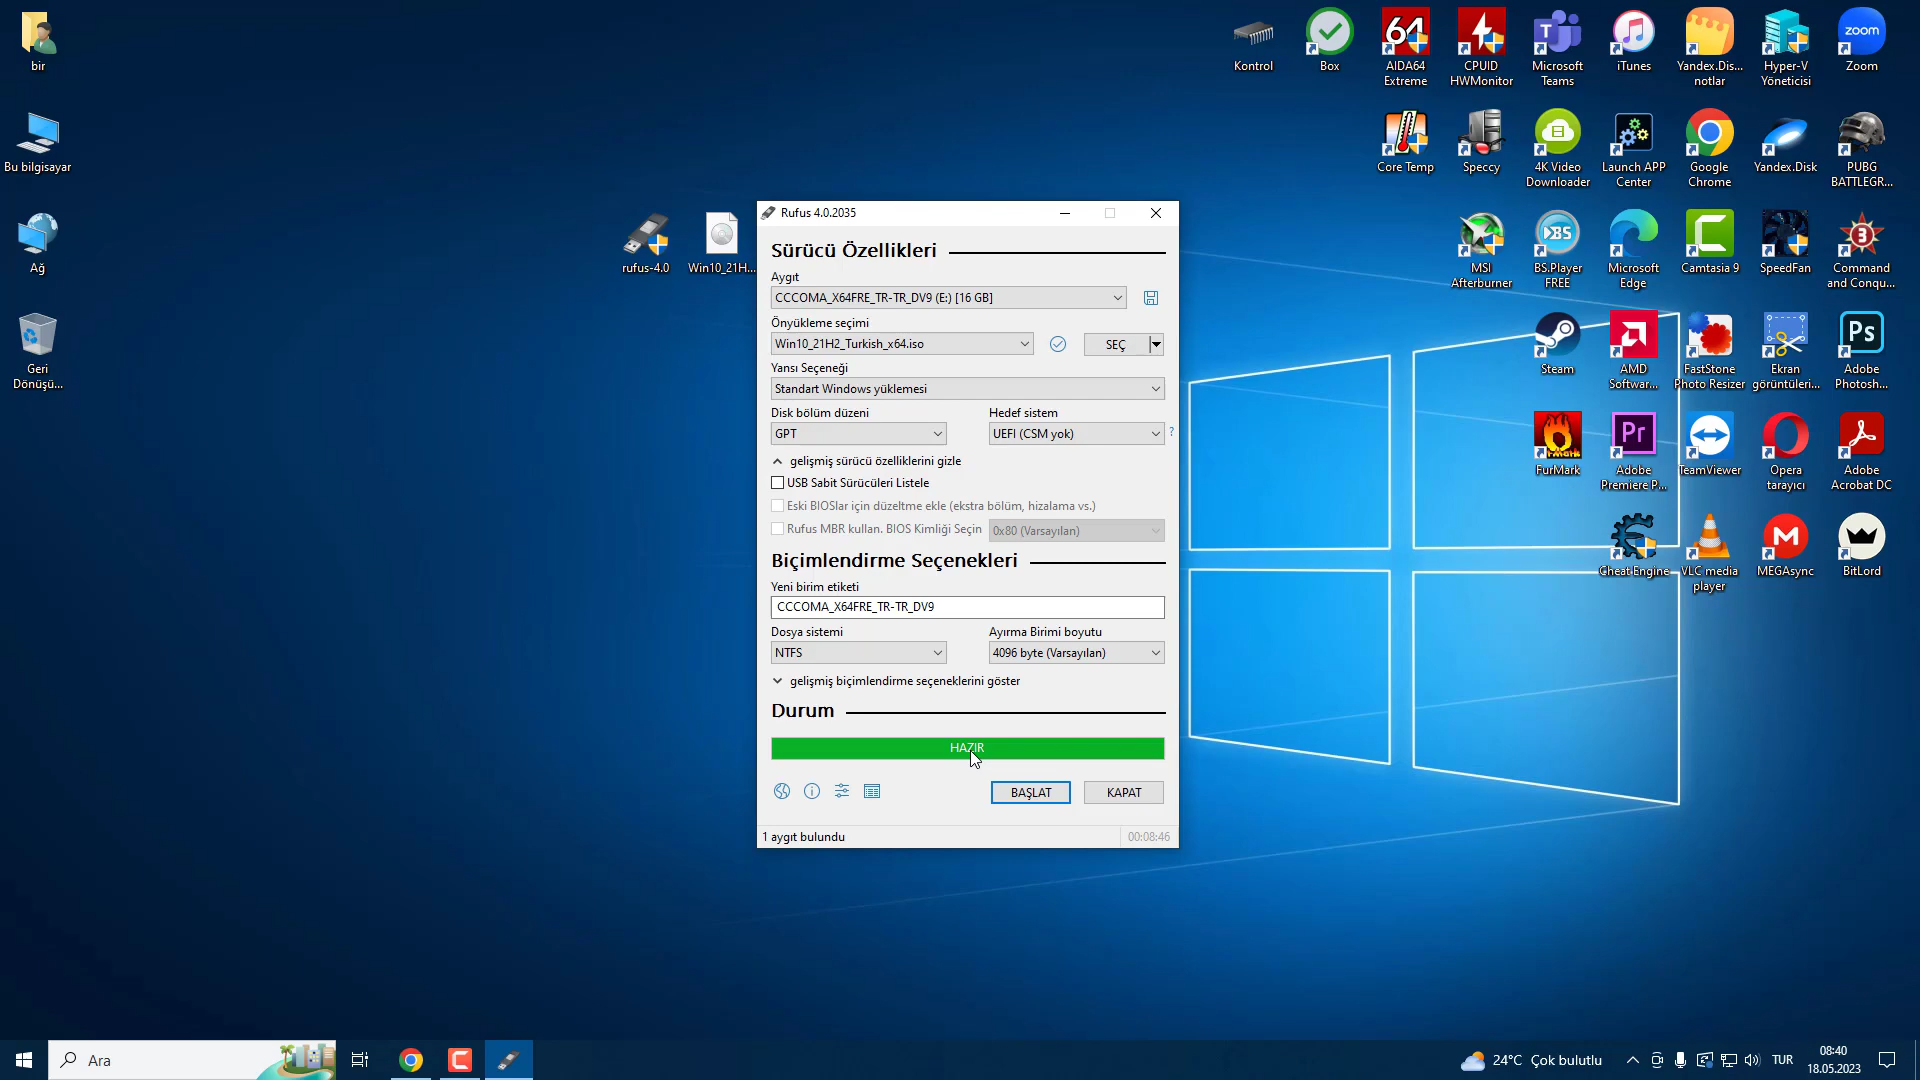 bir
Bu bilgisayar
Ağ
Geri
Dönüşü...
rufus-4.0
Win10_21H...
Kontrol
Box
AIDA64
Extreme
CPUID
HWMonitor
Microsoft
Teams
iTunes
Yandex.Dis...
notlar
Hyper-V
Yöneticisi
zoom
Zoom
64
Core Temp
Speccy
4K Video
Downloader
Launch APP
Center
Google
Chrome
Yandex.Disk
PUBG
BATTLEGR...
MSI
Afterburner
BS.Player
FREE
Microsoft
Edge
Camtasia 9
SpeedFan
Command
and Conqu...
Steam
AMD
Softwar...
FastStone
Photo Resizer
Ekran
görüntüleri...
Ps
Adobe
Photosh...
FurMark
Pr
Adobe
Premiere P...
TeamViewer
Opera
tarayıcı
Adobe
Acrobat DC
Cheat Engine
VLC media
player
MEGAsync
BitLord
Rufus 4.0.2035
Sürücü Özellikleri
Aygıt
CCCOMA_X64FRE_TR-TR_DV9 (E:) [16 GB]
Önyükleme seçimi
Win10_21H2_Turkish_x64.iso
SEÇ
Yansı Seçeneği
Standart Windows yüklemesi
Disk bölüm düzeni
Hedef sistem
GPT
UEFI (CSM yok)
?
gelişmiş sürücü özelliklerini gizle
USB Sabit Sürücüleri Listele
Eski BIOSlar için düzeltme ekle (ekstra bölüm, hizalama vs.)
Rufus MBR kullan. BIOS Kimliği Seçin
0x80 (Varsayılan)
Biçimlendirme Seçenekleri
Yeni birim etiketi
CCCOMA_X64FRE_TR-TR_DV9
Dosya sistemi
Ayırma Birimi boyutu
NTFS
4096 byte (Varsayılan)
gelişmiş biçimlendirme seçeneklerini göster
Durum
HAZIR
BAŞLAT
KAPAT
1 aygıt bulundu
00:08:46
Ara
24°C Çok bulutlu
TUR
08:40
18.05.2023